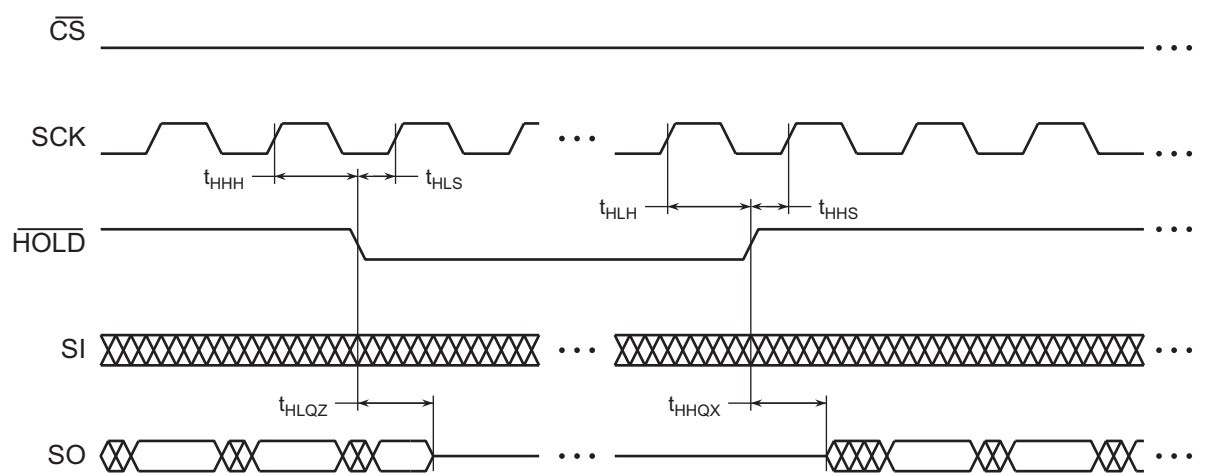 CS
SCK
tHHH
tHLS
tHLH
tHHS
HOLD
SI
tHLQZ
tHHQX
SO